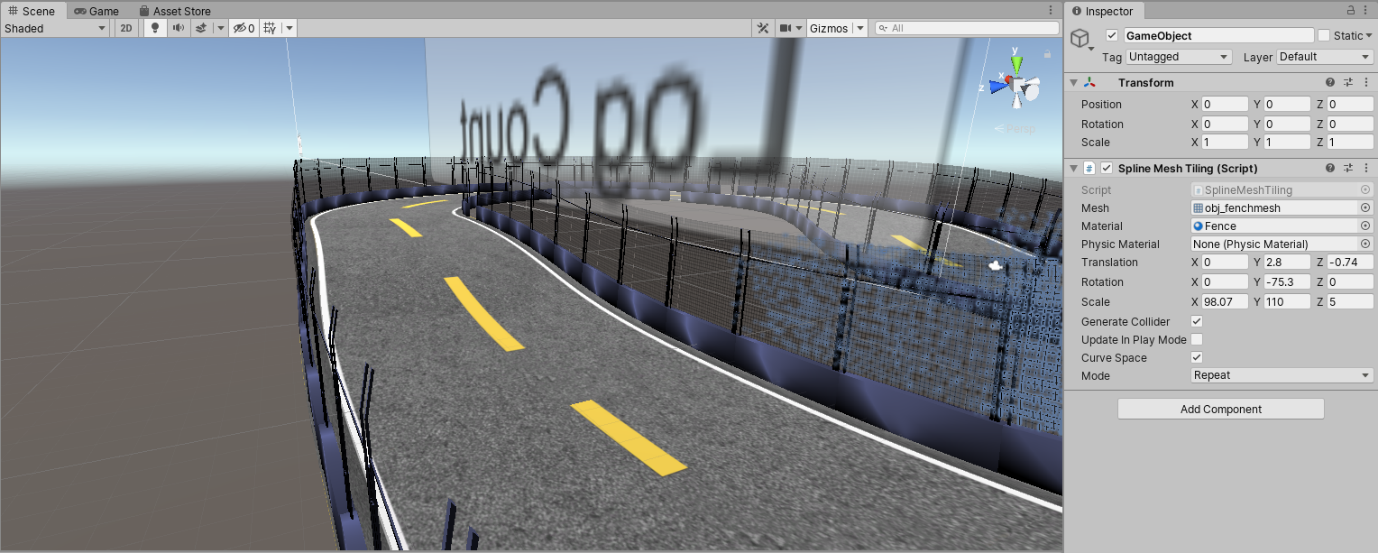 Scene
Game
Asset Store
Shaded
2D
0
Gizmos
All
y
x
z
Persp
og Count
Inspector
GameObject
Static
Tag Untagged
Layer Default
Transform
Position X 0 Y 0 Z 0
Rotation X 0 Y 0 Z 0
Scale X 1 Y 1 Z 1
Spline Mesh Tiling (Script)
Script SplineMeshTiling
Mesh obj_fenchmesh
Material Fence
Physic Material None (Physic Material)
Translation X 0 Y 2.8 Z -0.74
Rotation X 0 Y -75.3 Z 0
Scale X 98.07 Y 110 Z 5
Generate Collider
Update In Play Mode
Curve Space
Mode Repeat
Add Component